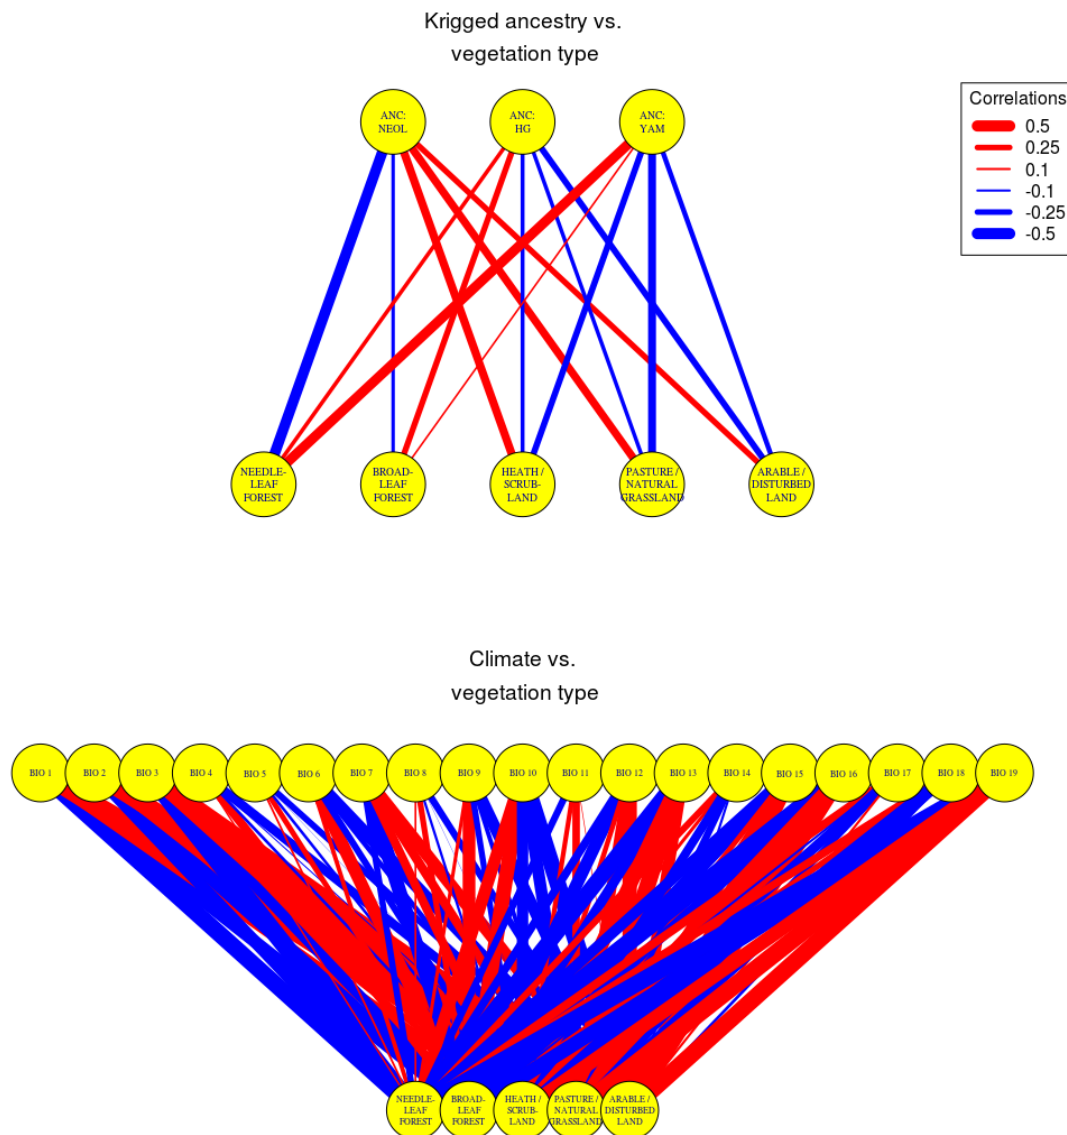 Krigged ancestry vs.
vegetation type
ANC:
NEOL
ANC:
HG
ANC:
YAM
Correlations
0.5
0.25
0.1
-0.1
-0.25
-0.5
NEEDLE-
LEAF
FOREST
BROAD-
LEAF
FOREST
HEATH /
SCRUB-
LAND
PASTURE /
NATURAL
GRASSLAND
ARABLE /
DISTURBED
LAND
Climate vs.
vegetation type
BIO 1
BIO 2
BIO 3
BIO 4
BIO 5
BIO 6
BIO 7
BIO 8
BIO 9
BIO 10
BIO 11
BIO 12
BIO 13
BIO 14
BIO 15
BIO 16
BIO 17
BIO 18
BIO 19
NEEDLE-
LEAF
FOREST
BROAD-
LEAF
FOREST
HEATH /
SCRUB-
LAND
PASTURE /
NATURAL
GRASSLAND
ARABLE /
DISTURBED
LAND